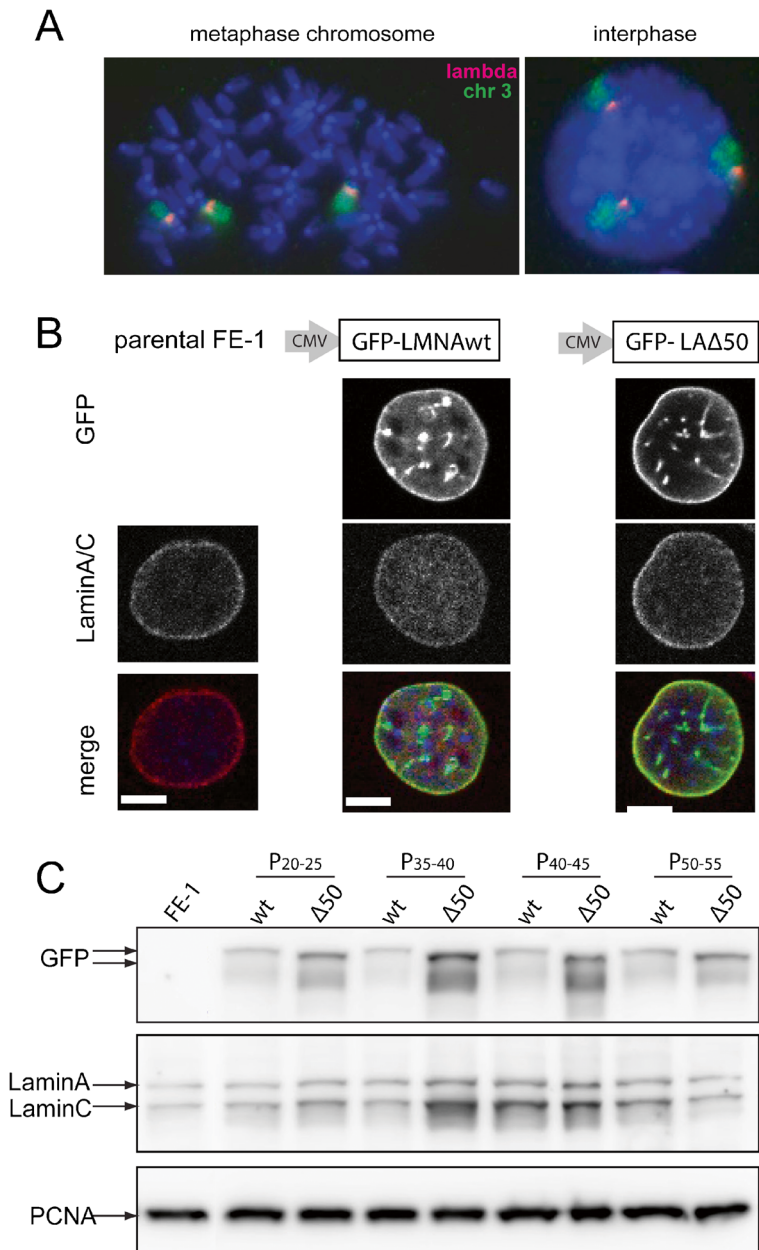 A
metaphase chromosome
interphase
lambda
chr 3
B
parental FE-1
CMV
GFP-LMNAwt
CMV
GFP- LAΔ50
GFP
LaminA/C
merge
C
FE-1
P20-25
P35-40
P40-45
P50-55
wt
Δ50
wt
Δ50
wt
Δ50
wt
Δ50
GFP
LaminA
LaminC
PCNA